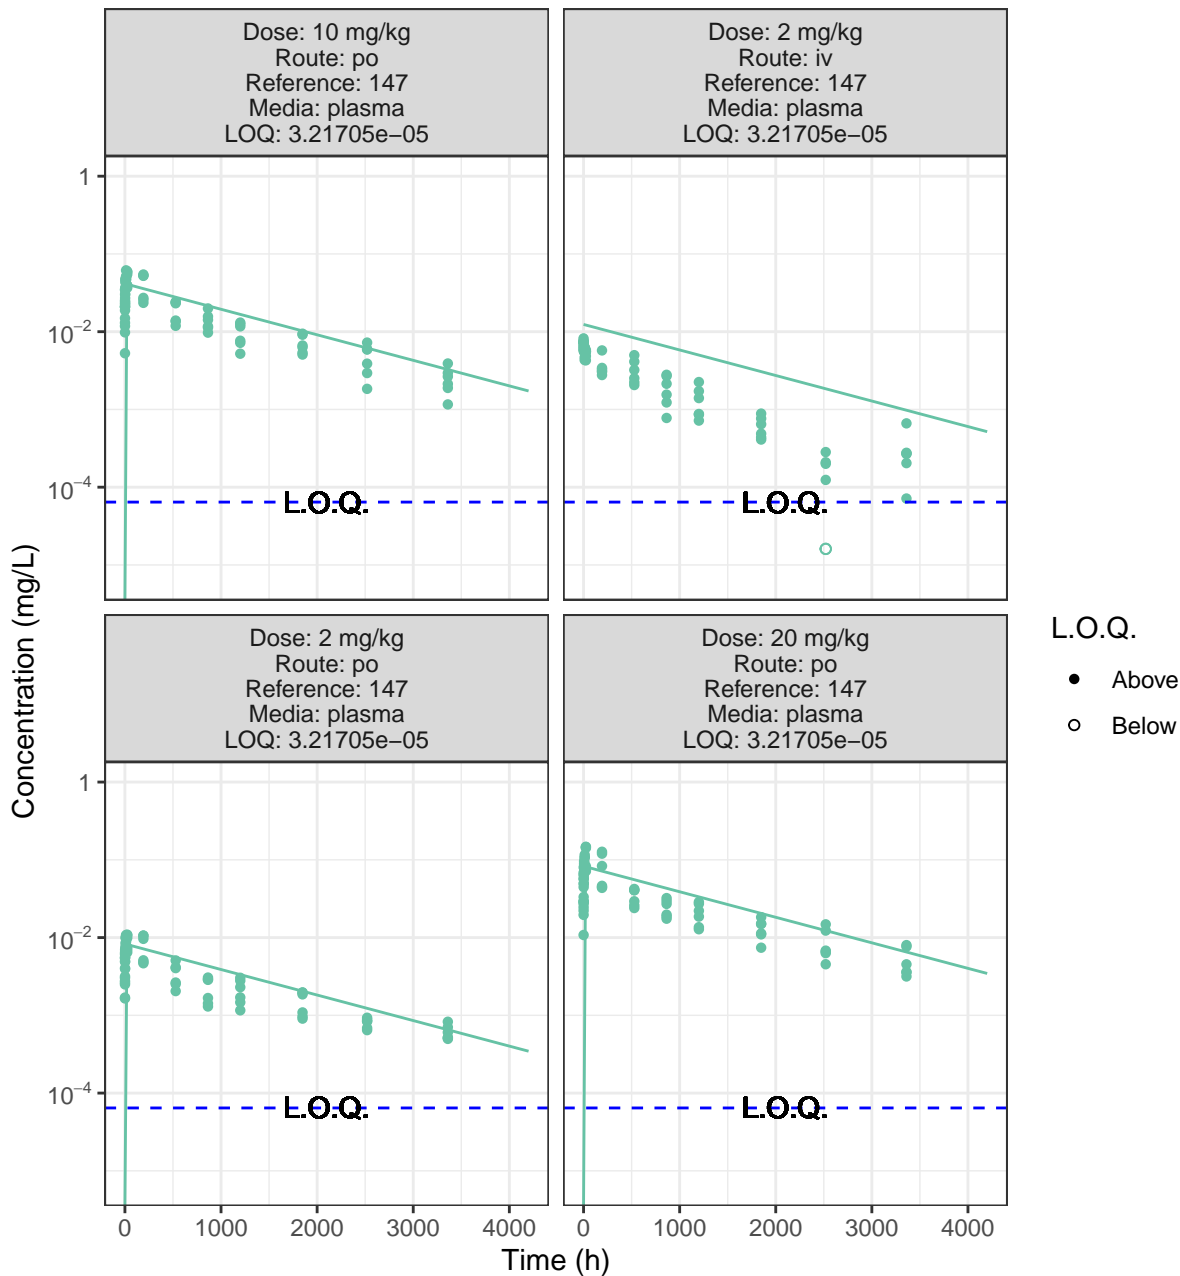 Dose: 10 mg/kg
Route: po
Reference: 147
Media: plasma
LOQ: 3.21705e−05
Dose: 2 mg/kg
Route: iv
Reference: 147
Media: plasma
LOQ: 3.21705e−05
1
10⁻²
10⁻⁴
L.O.Q.
L.O.Q.
Dose: 2 mg/kg
Route: po
Reference: 147
Media: plasma
LOQ: 3.21705e−05
Dose: 20 mg/kg
Route: po
Reference: 147
Media: plasma
LOQ: 3.21705e−05
1
10⁻²
10⁻⁴
L.O.Q.
L.O.Q.
0 1000 2000 3000 4000
0 1000 2000 3000 4000
Time (h)
Concentration (mg/L)
L.O.Q.
Above
Below